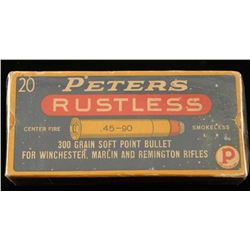 20
PETERS
RUSTLESS
CENTER FIRE
.45-90
SMOKELESS
300 GRAIN SOFT POINT BULLET
FOR WINCHESTER, MARLIN AND REMINGTON RIFLES
P